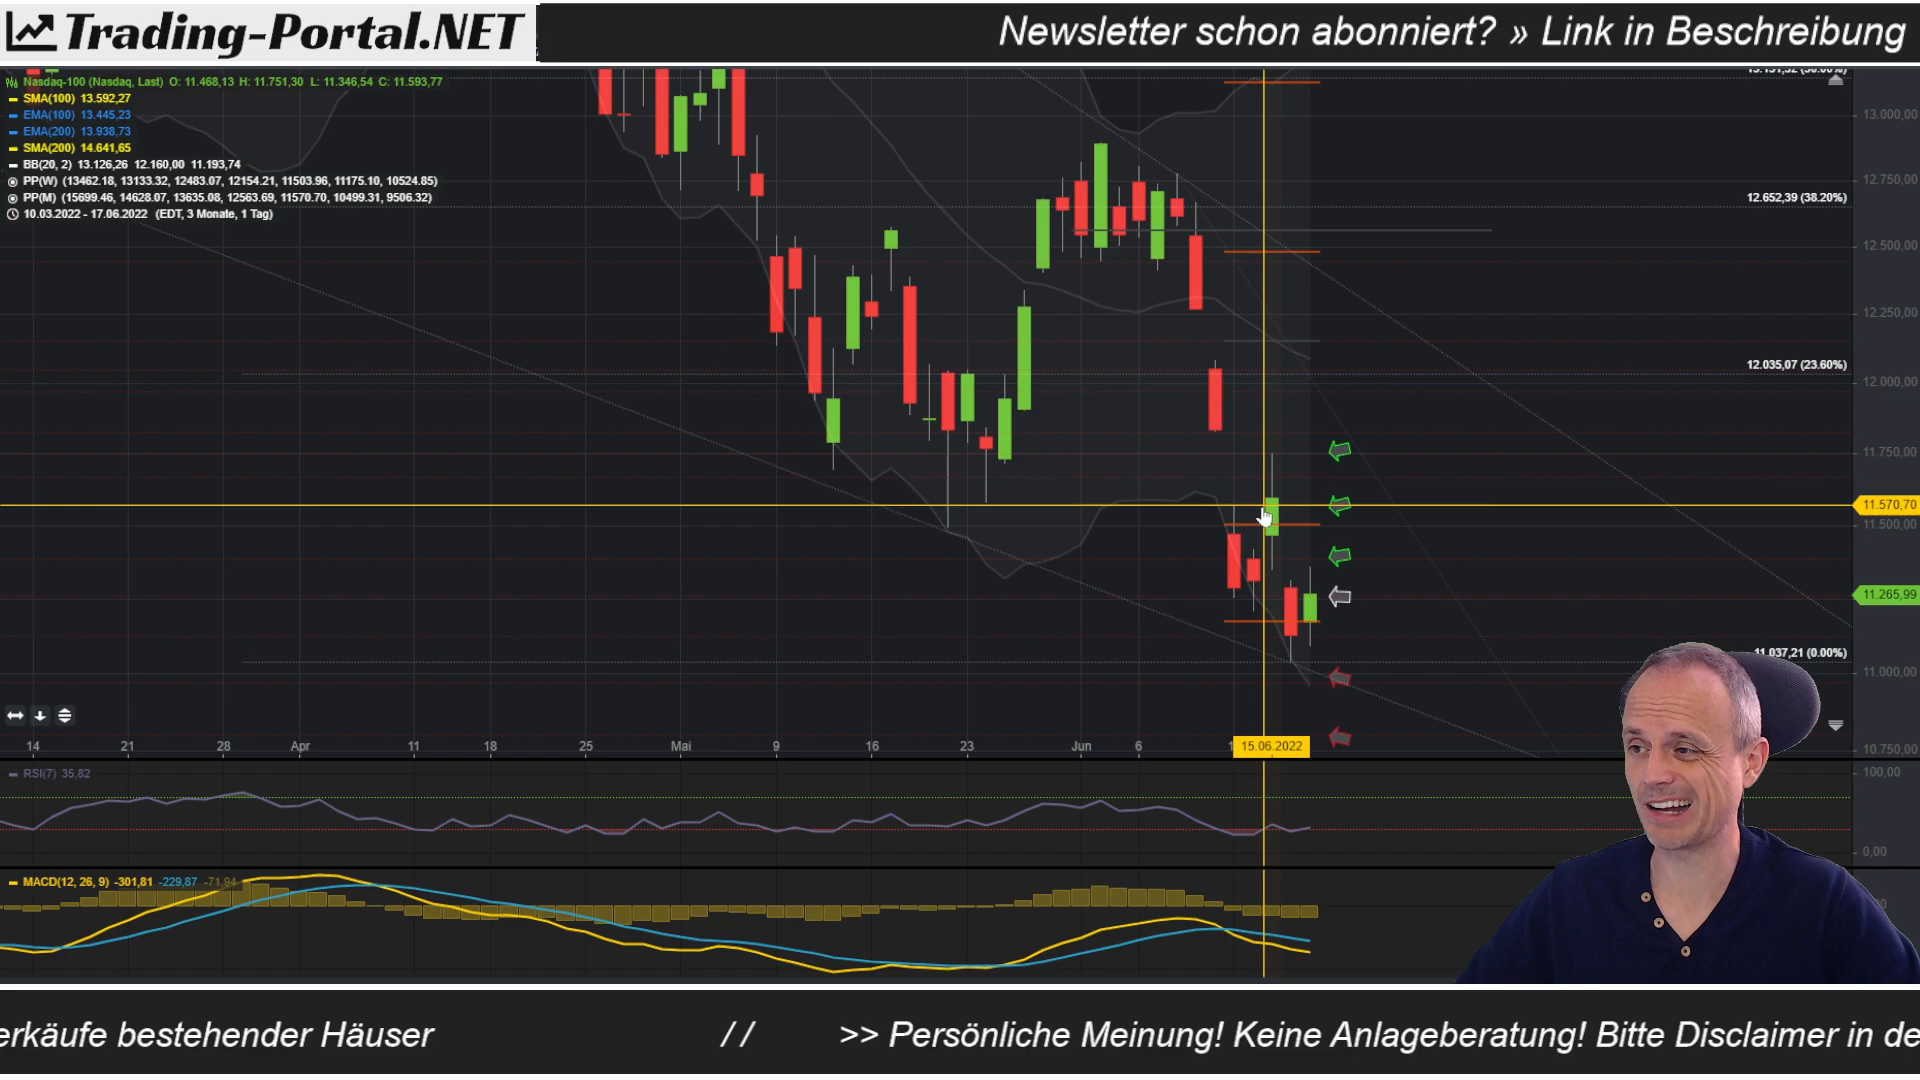 Trading-Portal.NET
Newsletter schon abonniert? » Link in Beschreibung
Nasdaq-100 (Nasdaq, Last) O: 11.468,13 H: 11.751,30 L: 11.346,54 C: 11.593,77
SMA(100) 13.592,27
EMA(100) 13.445,23
EMA(200) 13.938,73
SMA(200) 14.641,65
BB(20, 2) 13.126,26 12.160,00 11.193,74
PP(W) (13462.18, 13133.32, 12483.07, 12154.21, 11503.96, 11175.10, 10524.85)
PP(M) (15699.46, 14628.07, 13635.08, 12563.69, 11570.70, 10499.31, 9506.32)
10.03.2022 - 17.06.2022 (EDT, 3 Monate, 1 Tag)
13.000,00
12.750,00
12.652,39 (38.20%)
12.500,00
12.250,00
12.035,07 (23.60%)
12.000,00
11.750,00
11.570,70
11.500,00
11.265,99
11.037,21 (0.00%)
11.000,00
10.750,00
14 21 28 Apr 11 18 25 Mai 9 16 23 Jun 6 15.06.2022
RSI(7) 35.82
100,00
0,00
MACD(12, 26, 9) -301,81 -229,87 -71,94
erkäufe bestehender Häuser // >> Persönliche Meinung! Keine Anlageberatung! Bitte Disclaimer in de